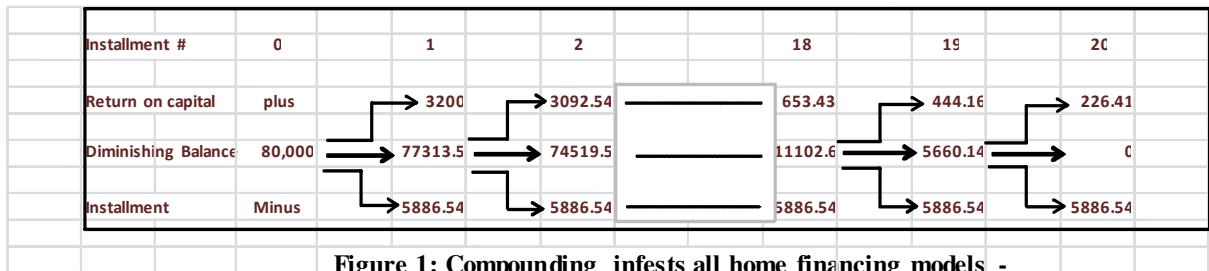 Installment # 0 1 2 18 19 20
Return on capital plus 3200 3092.54 653.43 444.16 226.41
Diminishing Balance 80,000 77313.5 74519.5 11102.6 5660.14 0
Installment Minus 5886.54 5886.54 5886.54 5886.54 5886.54
Figure 1: Compounding infests all home financing models -